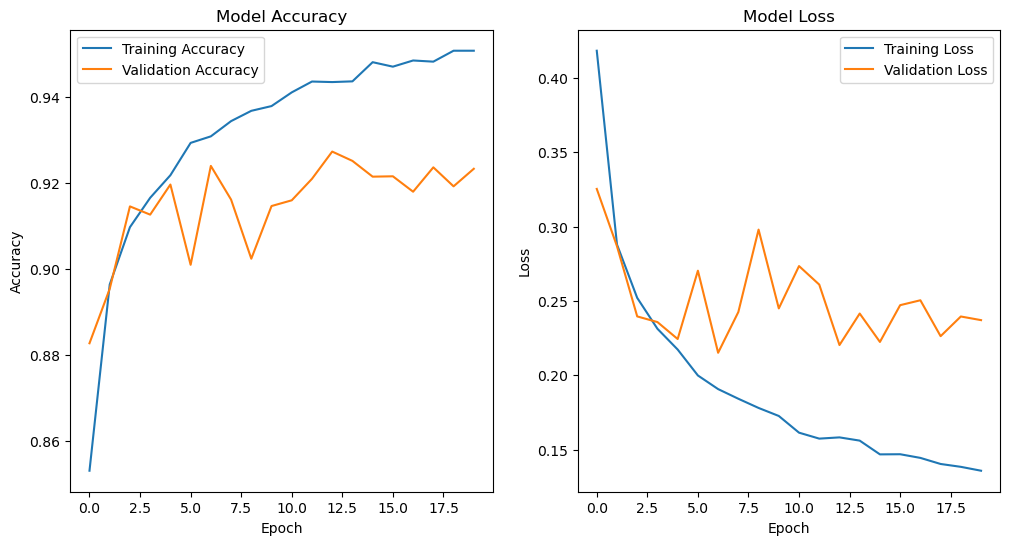 Model Accuracy
Training Accuracy
Validation Accuracy
Accuracy
0.94
0.92
0.90
0.88
0.86
0.0 2.5 5.0 7.5 10.0 12.5 15.0 17.5
Epoch
Model Loss
Training Loss
Validation Loss
Loss
0.40
0.35
0.30
0.25
0.20
0.15
0.0 2.5 5.0 7.5 10.0 12.5 15.0 17.5
Epoch